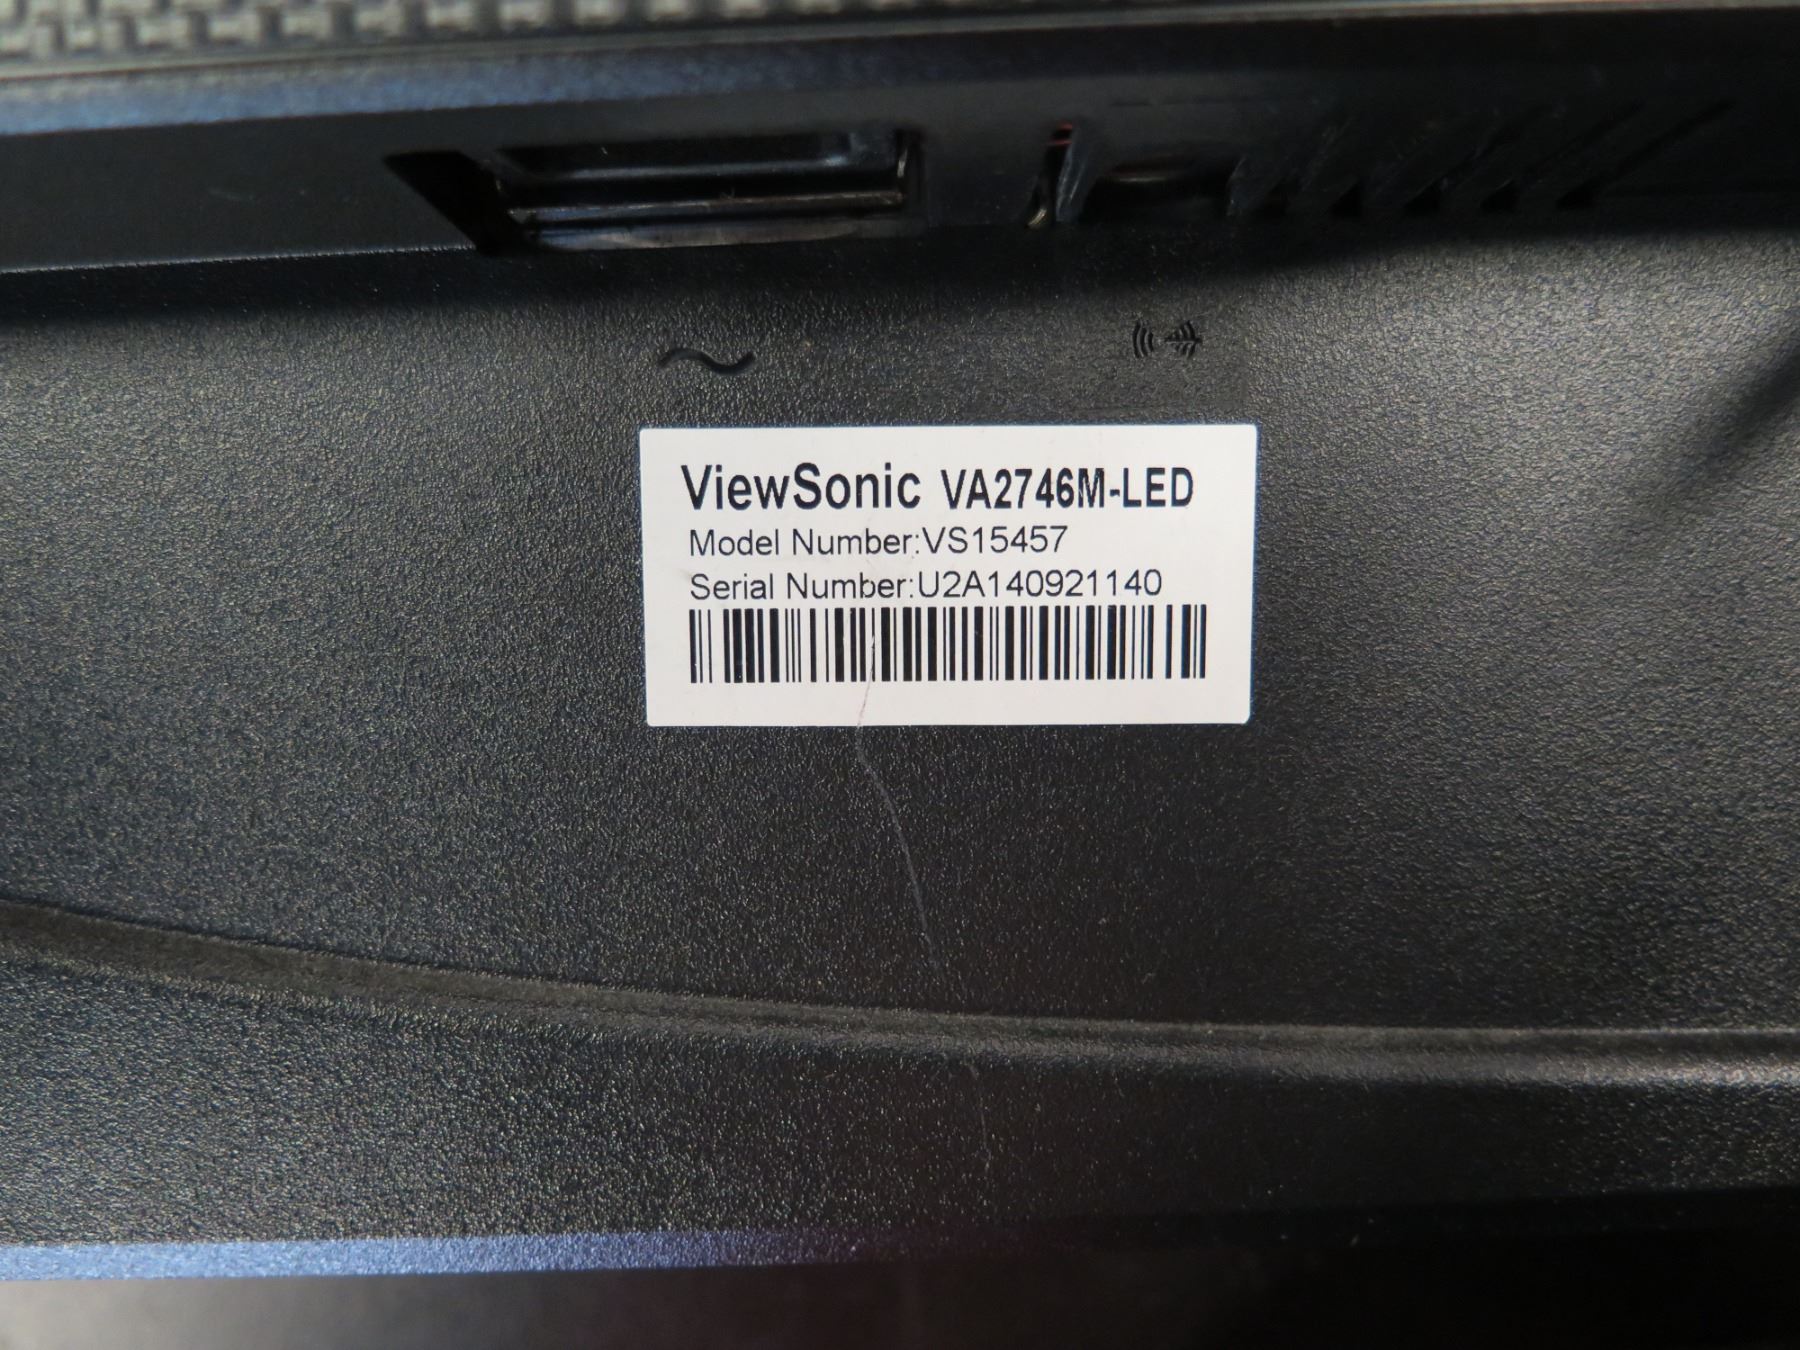 ViewSonic VA2746M-LED
Model Number:VS15457
Serial Number:U2A140921140